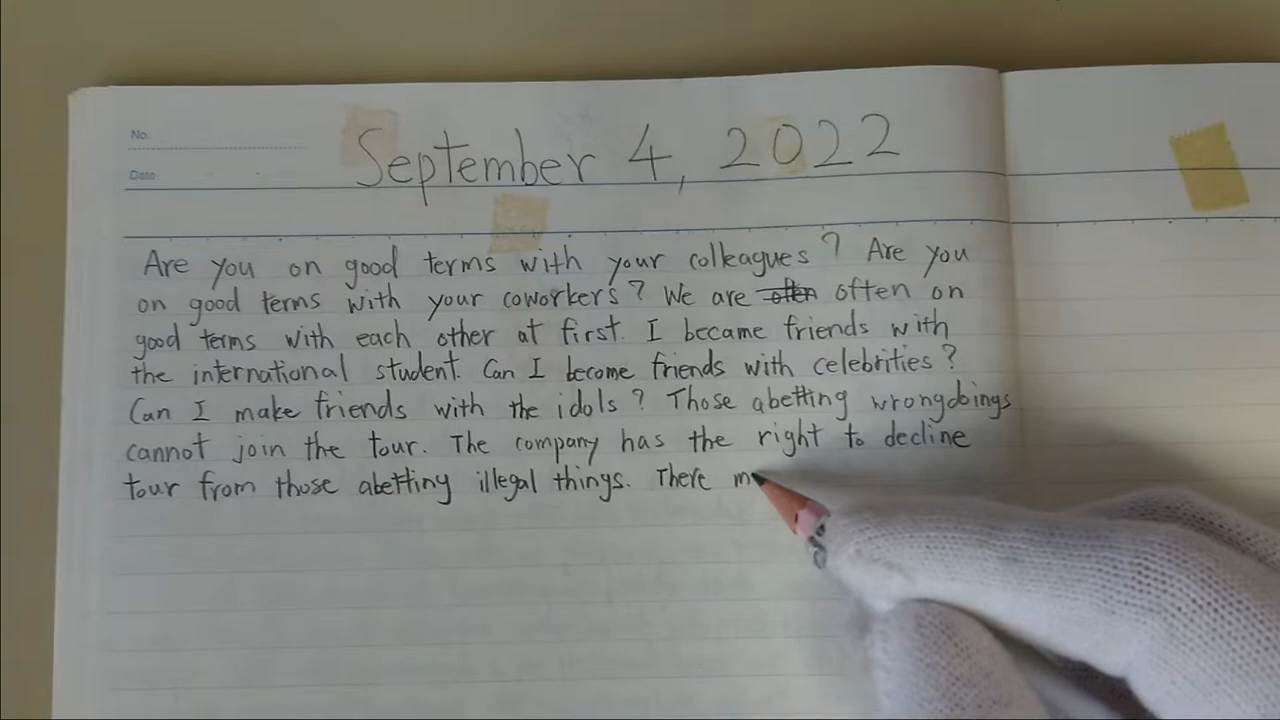 No.
Date
September 4, 2022
Are you on good terms with your colleagues? Are you
on good terms with your coworkers? We are often often on
good terms with each other at first. I became friends with
the international student. Can I become friends with celebrities?
Can I make friends with the idols? Those abetting wrongdoings
cannot join the tour. The company has the right to decline
tour from those abetting illegal things. There m